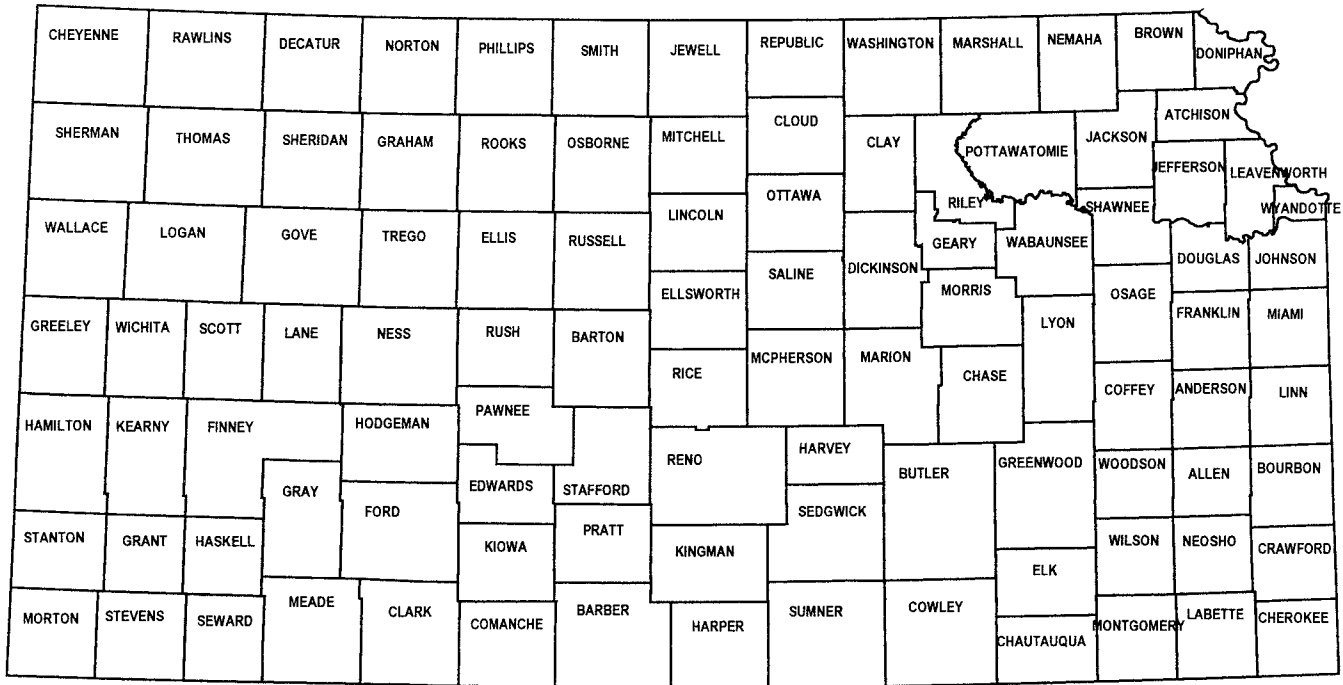 CHEYENNE
RAWLINS
DECATUR
NORTON
PHILLIPS
SMITH
JEWELL
REPUBLIC
WASHINGTON
MARSHALL
NEMAHA
BROWN
DONIPHAN
SHERMAN
THOMAS
SHERIDAN
GRAHAM
ROOKS
OSBORNE
MITCHELL
CLOUD
CLAY
POTTAWATOMIE
JACKSON
ATCHISON
JEFFERSON
LEAVENWORTH
WYANDOTTE
WALLACE
LOGAN
GOVE
TREGO
ELLIS
RUSSELL
LINCOLN
OTTAWA
RILEY
SHAWNEE
GEARY
WABAUNSEE
DOUGLAS
JOHNSON
ELLSWORTH
SALINE
DICKINSON
MORRIS
OSAGE
GREELEY
WICHITA
SCOTT
LANE
NESS
RUSH
BARTON
RICE
MCPHERSON
MARION
CHASE
LYON
FRANKLIN
MIAMI
HAMILTON
KEARNY
FINNEY
HODGEMAN
PAWNEE
COFFEY
ANDERSON
LINN
GRAY
FORD
EDWARDS
STAFFORD
RENO
HARVEY
BUTLER
GREENWOOD
WOODSON
ALLEN
BOURBON
STANTON
GRANT
HASKELL
KIOWA
PRATT
KINGMAN
SEDGWICK
ELK
WILSON
NEOSHO
CRAWFORD
MORTON
STEVENS
SEWARD
MEADE
CLARK
COMANCHE
BARBER
HARPER
SUMNER
COWLEY
CHAUTAUQUA
MONTGOMERY
LABETTE
CHEROKEE